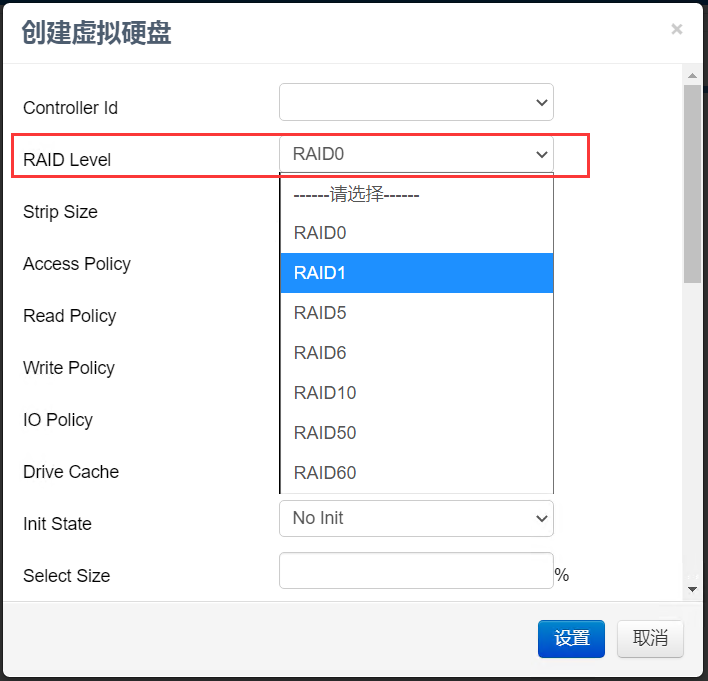 创建虚拟硬盘 ×
Controller Id
RAID Level RAID0
------请选择------
Strip Size
RAID0
Access Policy RAID1
Read Policy RAID5
RAID6
Write Policy
RAID10
IO Policy
RAID50
Drive Cache RAID60
Init State No Init
Select Size %
设置 取消